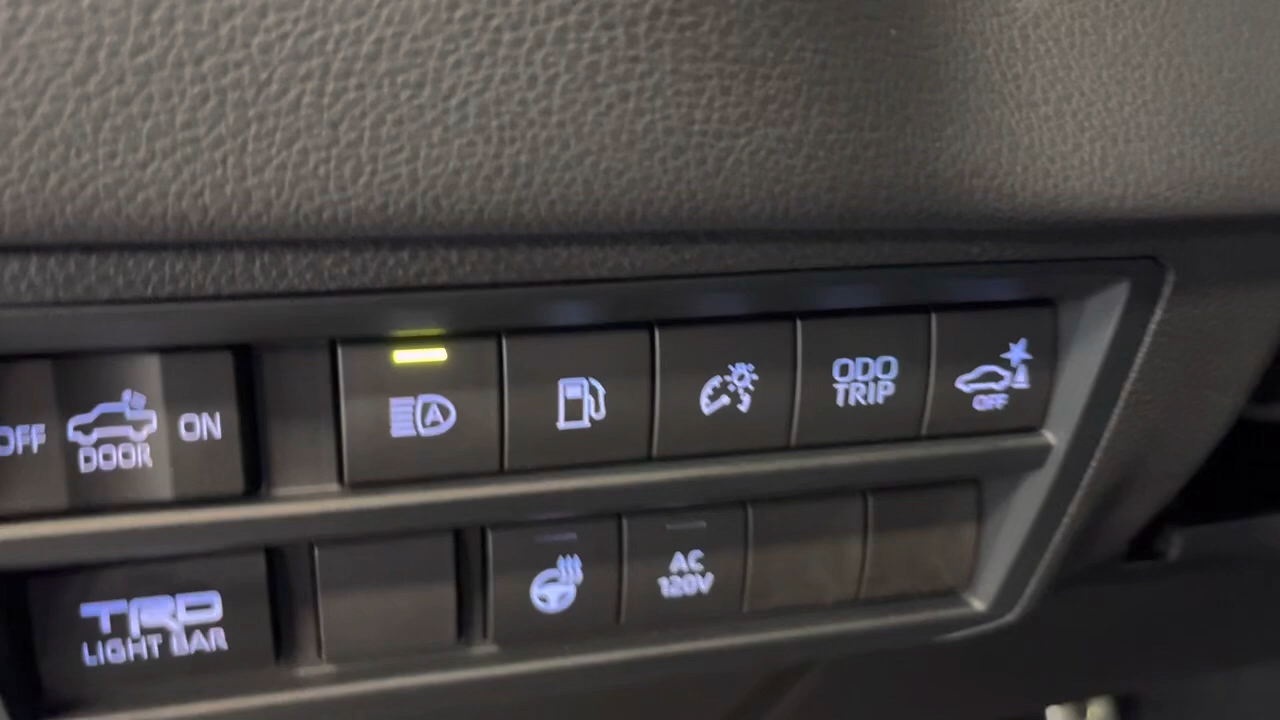 OFF
DOOR
ON
A
ODO
TRIP
OFF
TRD
LIGHT BAR
AC
120V